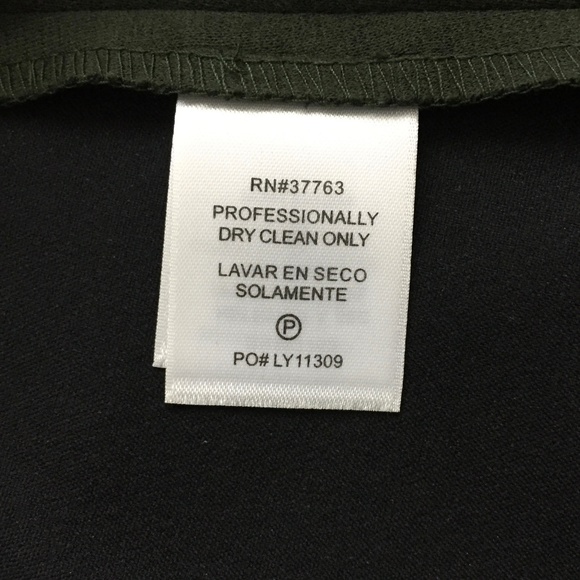 RN#37763
PROFESSIONALLY
DRY CLEAN ONLY
LAVAR EN SECO
SOLAMENTE
P
PO# LY11309